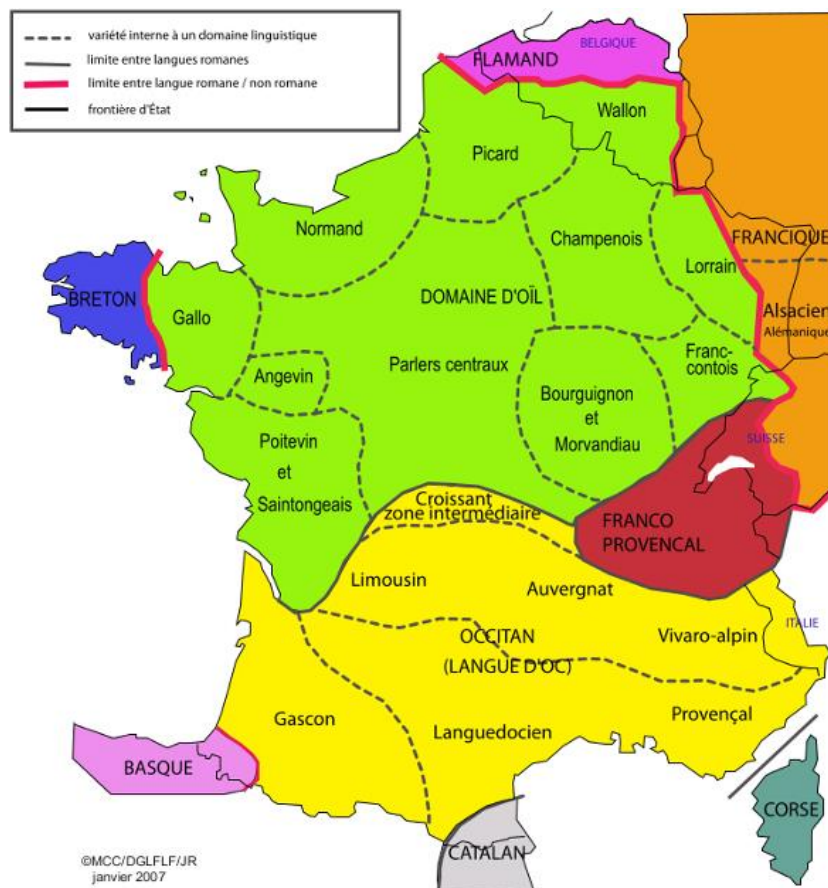 variété interne à un domaine linguistique
limite entre langues romanes
limite entre langue romane / non romane
frontière d'État
BELGIQUE
FLAMAND
Wallon
Picard
Normand
Champenois
FRANCIQUE
Lorrain
BRETON
DOMAINE D'OÏL
Gallo
Alsacien
Alémanique
Parlers centraux
Franc-
contois
Angevin
Bourguignon
et
Morvandiau
Poitevin
et
Saintongeais
SUISSE
Croissant
zone intermédiaire
FRANCO
PROVENCAL
Limousin
Auvergnat
ITALIE
OCCITAN
(LANGUE D'OC)
Vivaro-alpin
Gascon
Languedocien
Provençal
BASQUE
CORSE
CATALAN
©MCC/DGLFLF/JR
janvier 2007